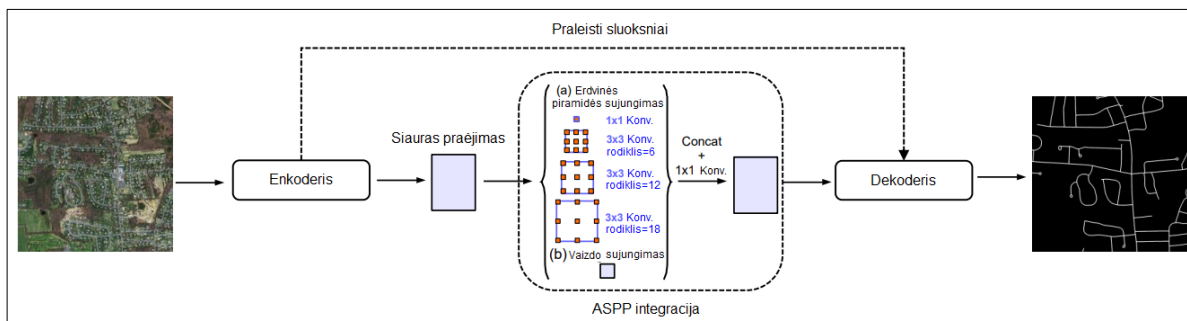 Praleisti sluoksniai
(a) Erdvinės
piramidės sujungimas
1x1 Konv.
3x3 Konv.
rodiklis=6
3x3 Konv.
rodiklis=12
3x3 Konv.
rodiklis=18
(b) Vaizdo sujungimas
Siauras praėjimas
Concat
+
1x1 Konv.
Enkoderis
Dekoderis
ASPP integracija